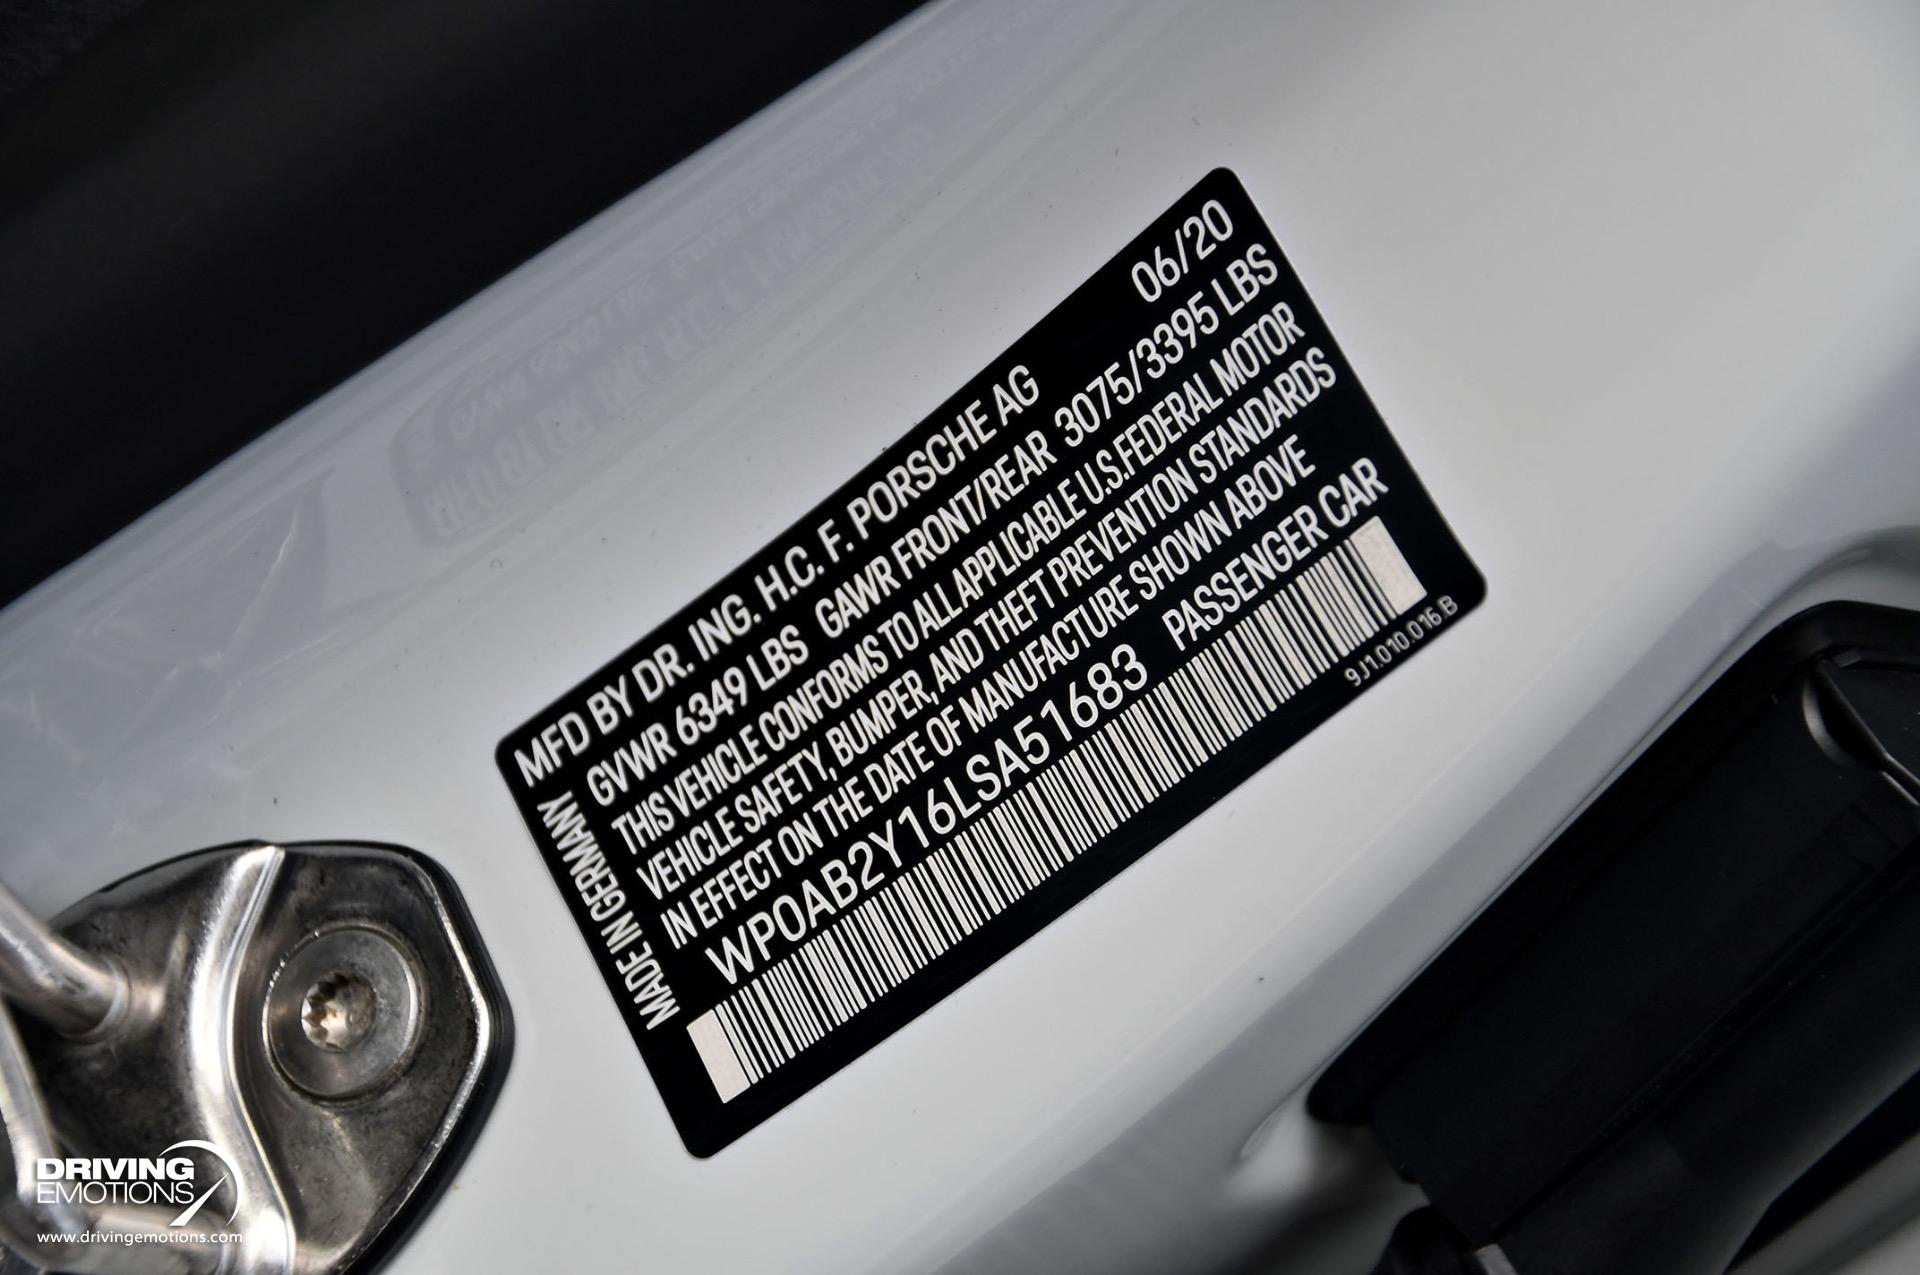 MFD BY DR. ING. H.C. F. PORSCHE AG 06/20
GVWR 6349 LBS GAWR FRONT/REAR 3075/3395 LBS
THIS VEHICLE CONFORMS TO ALL APPLICABLE U.S.FEDERAL MOTOR
VEHICLE SAFETY, BUMPER, AND THEFT PREVENTION STANDARDS
IN EFFECT ON THE DATE OF MANUFACTURE SHOWN ABOVE
WP0AB2Y16LSA51683 PASSENGER CAR
MADE IN GERMANY
9J1.010.016.B
DRIVING
EMOTIONS
www.drivingemotions.com